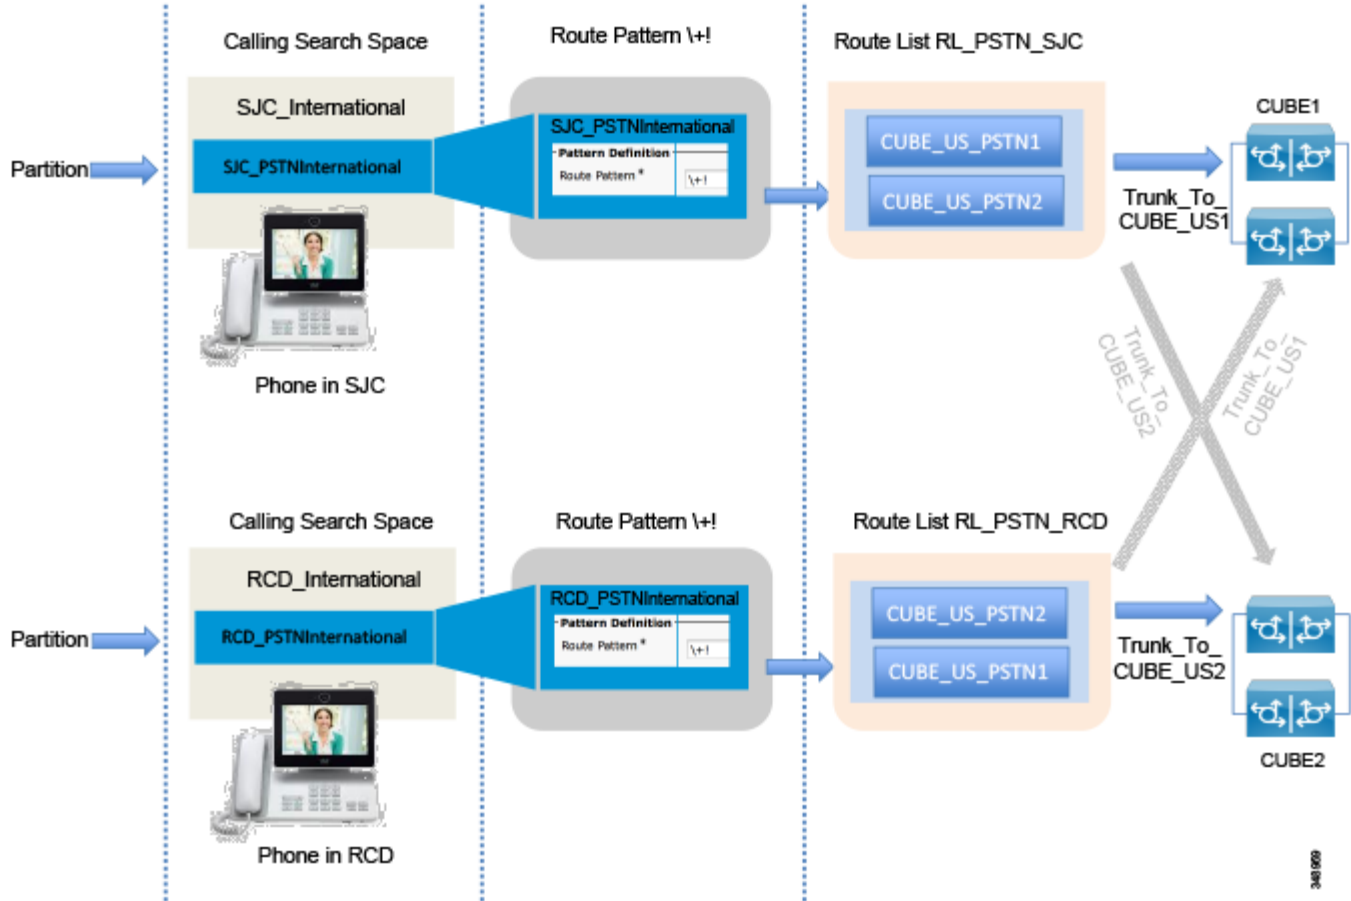 Calling Search Space
Route Pattern \+!
Route List RL_PSTN_SJC
SJC_International
Partition
SJC_PSTNInternational
SJC_PSTNInternational
Pattern Definition
Route Pattern *
\+!
CUBE_US_PSTN1
CUBE_US_PSTN2
Trunk_To_
CUBE_US1
CUBE1
Phone in SJC
Trunk_To_
CUBE_US2
Trunk_To_
CUBE_US1
Calling Search Space
Route Pattern \+!
Route List RL_PSTN_RCD
RCD_International
Partition
RCD_PSTNInternational
RCD_PSTNInternational
Pattern Definition
Route Pattern *
\+!
CUBE_US_PSTN2
CUBE_US_PSTN1
Trunk_To_
CUBE_US2
CUBE2
Phone in RCD
348969